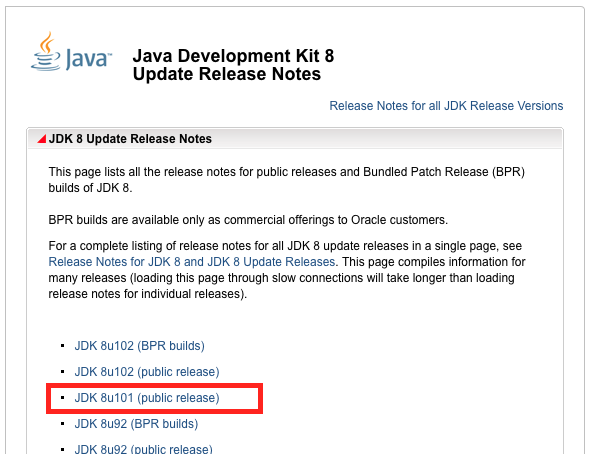 Java™
Java Development Kit 8
Update Release Notes
Release Notes for all JDK Release Versions
JDK 8 Update Release Notes
This page lists all the release notes for public releases and Bundled Patch Release (BPR)
builds of JDK 8.
BPR builds are available only as commercial offerings to Oracle customers.
For a complete listing of release notes for all JDK 8 update releases in a single page, see
Release Notes for JDK 8 and JDK 8 Update Releases. This page compiles information for
many releases (loading this page through slow connections will take longer than loading
release notes for individual releases).
JDK 8u102 (BPR builds)
JDK 8u102 (public release)
JDK 8u101 (public release)
JDK 8u92 (BPR builds)
JDK 8u92 (public release)